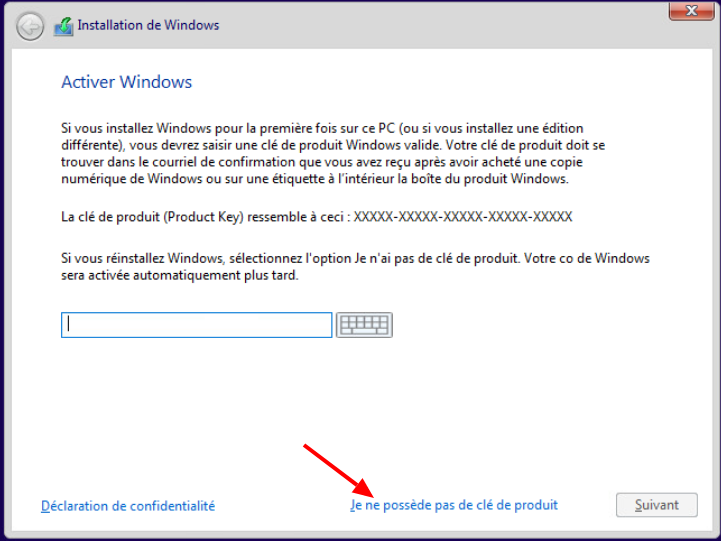 Installation de Windows
Activer Windows
Si vous installez Windows pour la première fois sur ce PC (ou si vous installez une édition
différente), vous devrez saisir une clé de produit Windows valide. Votre clé de produit doit se
trouver dans le courriel de confirmation que vous avez reçu après avoir acheté une copie
numérique de Windows ou sur une étiquette à l'intérieur la boîte du produit Windows.
La clé de produit (Product Key) ressemble à ceci : XXXXX-XXXXX-XXXXX-XXXXX-XXXXX
Si vous réinstallez Windows, sélectionnez l'option Je n'ai pas de clé de produit. Votre co de Windows
sera activée automatiquement plus tard.
Déclaration de confidentialité
Je ne possède pas de clé de produit
Suivant